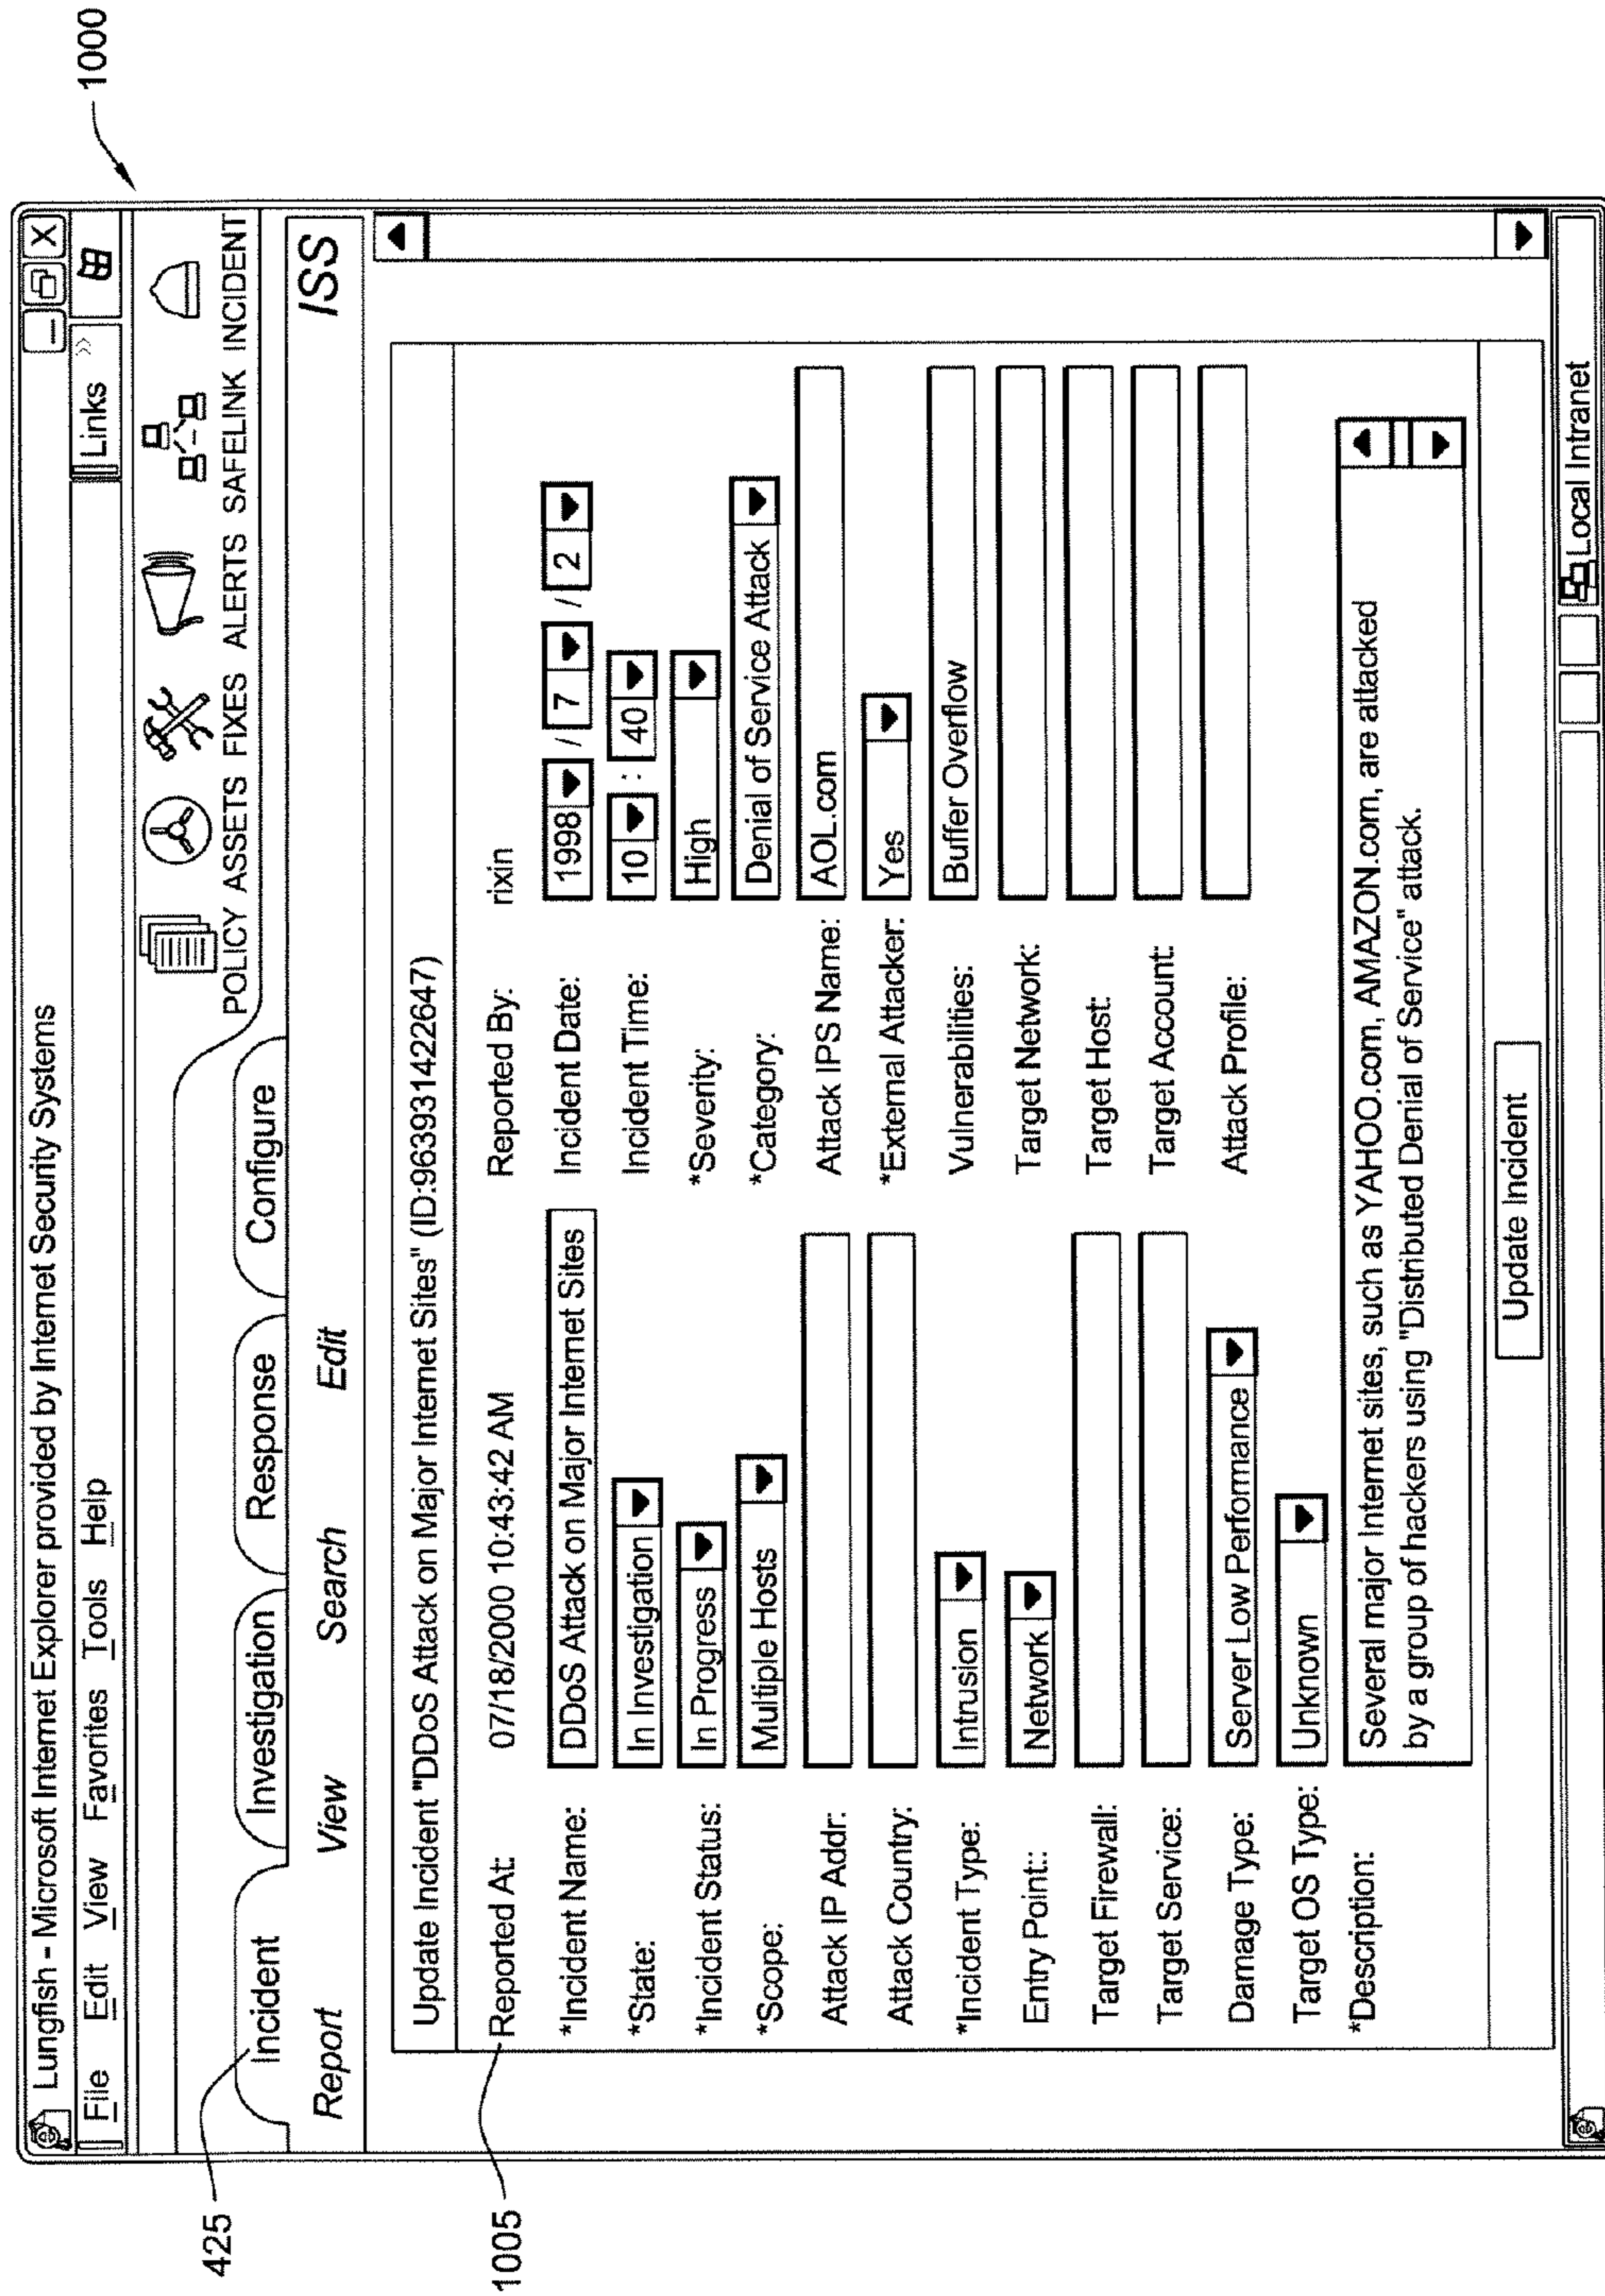 1000
Lungfish - Microsoft Internet Explorer provided by Internet Security Systems
_ X
File Edit View Favorites Tools Help
Links »
POLICY ASSETS FIXES ALERTS SAFELINK INCIDENT
425
Incident Investigation Response Configure
Report View Search Edit ISS
Update Incident "DDoS Attack on Major Internet Sites" (ID:963931422647)
1005
Reported At: 07/18/2000 10:43:42 AM Reported By: rixin
*Incident Name: DDoS Attack on Major Internet Sites Incident Date: 1998 / 7 / 2
*State: In Investigation Incident Time: 10 : 40
*Incident Status: In Progress *Severity: High
*Scope: Multiple Hosts *Category: Denial of Service Attack
Attack IP Addr: Attack IPS Name: AOL.com
Attack Country: *External Attacker: Yes
*Incident Type: Intrusion Vulnerabilities: Buffer Overflow
Entry Point:: Network Target Network:
Target Firewall: Target Host:
Target Service: Target Account:
Damage Type: Server Low Performance Attack Profile:
Target OS Type: Unknown
*Description: Several major Internet sites, such as YAHOO.com, AMAZON.com, are attacked
by a group of hackers using "Distributed Denial of Service" attack.
Update Incident
Local Intranet